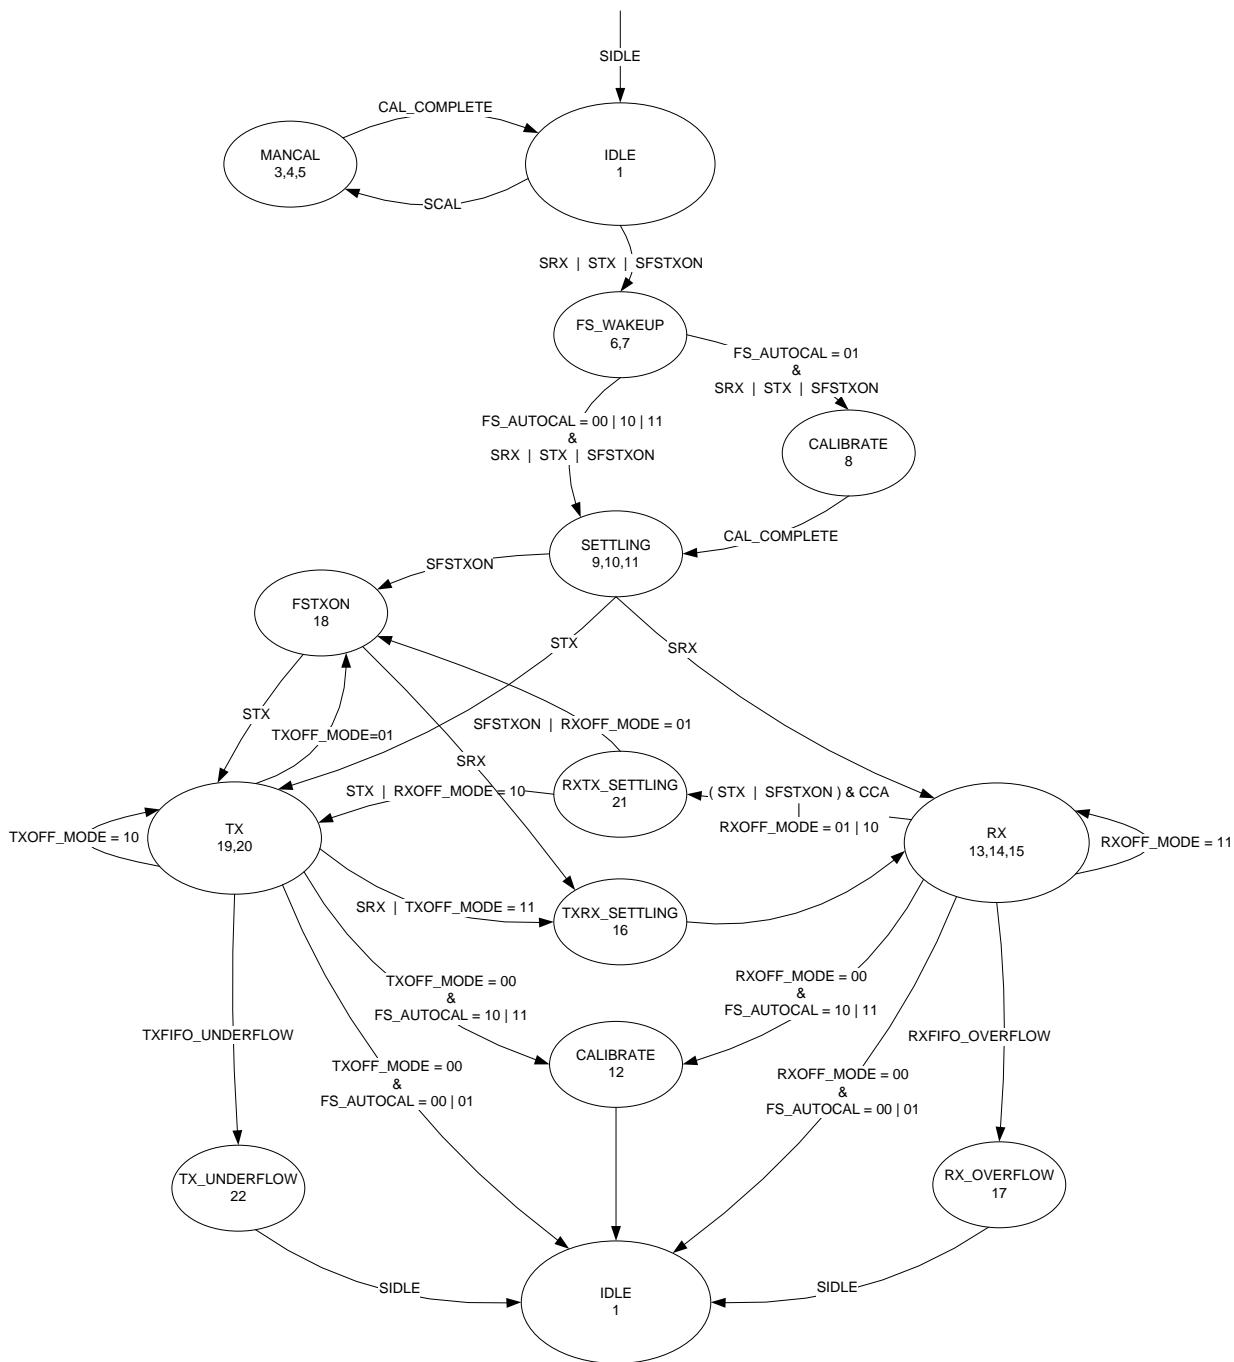 SIDLE
CAL_COMPLETE
MANCAL
3,4,5
IDLE
1
SCAL
SRX | STX | SFSTXON
FS_WAKEUP
6,7
FS_AUTOCAL = 01
&
SRX | STX | SFSTXON
FS_AUTOCAL = 00 | 10 | 11
&
SRX | STX | SFSTXON
CALIBRATE
8
CAL_COMPLETE
SETTLING
9,10,11
SFSTXON
FSTXON
18
STX
SRX
STX
TXOFF_MODE=01
SFSTXON | RXOFF_MODE = 01
SRX
RXTX_SETTLING
21
STX | RXOFF_MODE = 10
( STX | SFSTXON ) & CCA
|
RXOFF_MODE = 01 | 10
TXOFF_MODE = 10
TX
19,20
RX
13,14,15
RXOFF_MODE = 11
SRX | TXOFF_MODE = 11
TXRX_SETTLING
16
TXOFF_MODE = 00
&
FS_AUTOCAL = 10 | 11
RXOFF_MODE = 00
&
FS_AUTOCAL = 10 | 11
TXFIFO_UNDERFLOW
RXFIFO_OVERFLOW
CALIBRATE
12
TXOFF_MODE = 00
&
FS_AUTOCAL = 00 | 01
RXOFF_MODE = 00
&
FS_AUTOCAL = 00 | 01
TX_UNDERFLOW
22
RX_OVERFLOW
17
SIDLE
SIDLE
IDLE
1